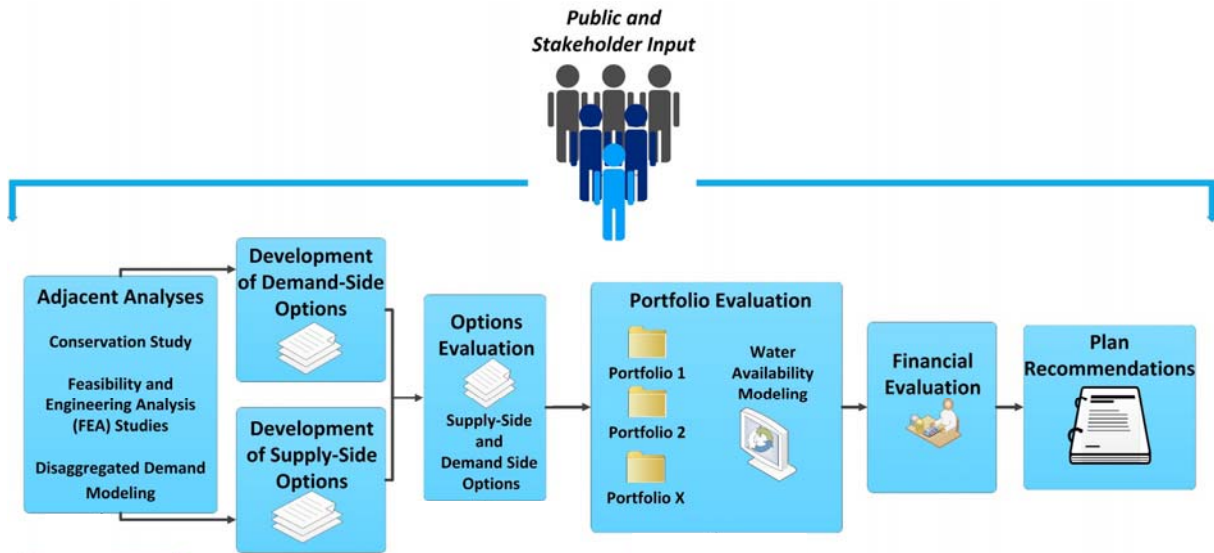 Public and
Stakeholder Input
Adjacent Analyses
Conservation Study
Feasibility and
Engineering Analysis
(FEA) Studies
Disaggregated Demand
Modeling
Development
of Demand-Side
Options
Development
of Supply-Side
Options
Options
Evaluation
Supply-Side
and
Demand Side
Options
Portfolio Evaluation
Portfolio 1
Portfolio 2
Portfolio X
Water
Availability
Modeling
Financial
Evaluation
Plan
Recommendations